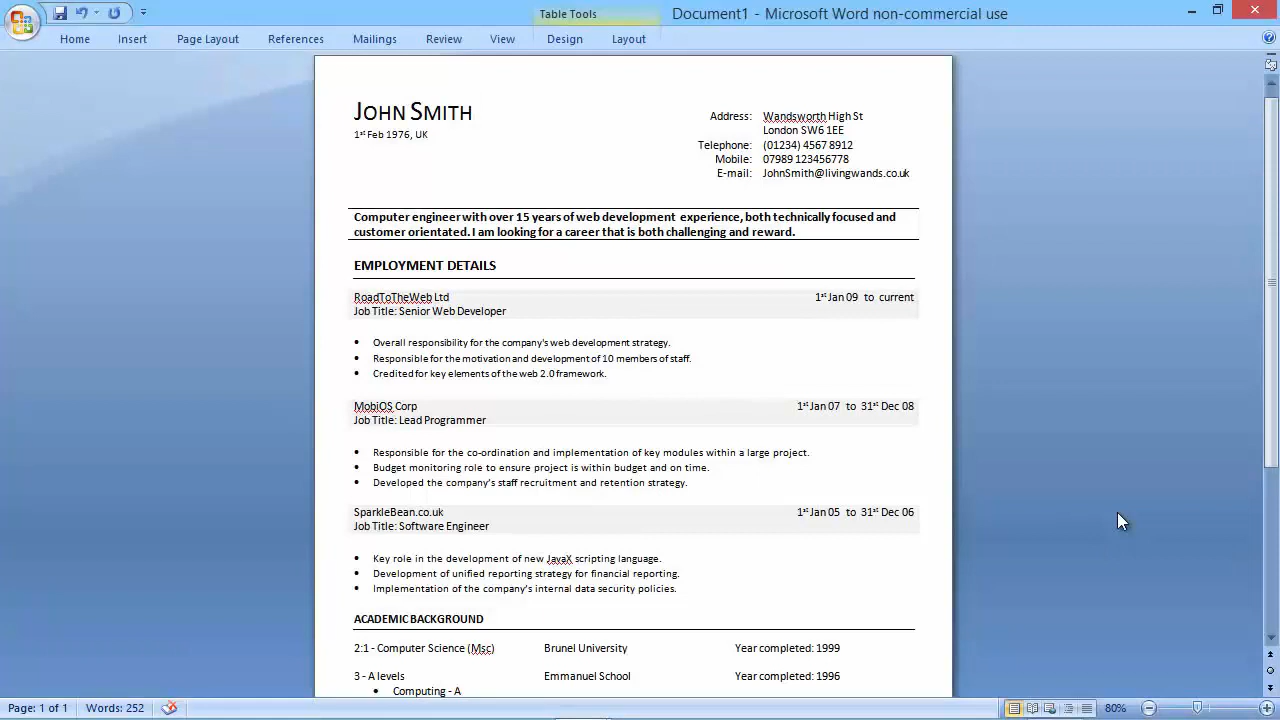 Table Tools
Document1 - Microsoft Word non-commercial use
Home Insert Page Layout References Mailings Review View Design Layout
JOHN SMITH
1st Feb 1976, UK
Address: Wandsworth High St
London SW6 1EE
Telephone: (01234) 4567 8912
Mobile: 07989 123456778
E-mail: JohnSmith@livingwands.co.uk
Computer engineer with over 15 years of web development experience, both technically focused and
customer orientated. I am looking for a career that is both challenging and reward.
EMPLOYMENT DETAILS
RoadToTheWeb Ltd 1st Jan 09 to current
Job Title: Senior Web Developer
• Overall responsibility for the company's web development strategy.
• Responsible for the motivation and development of 10 members of staff.
• Credited for key elements of the web 2.0 framework.
MobiOS Corp 1st Jan 07 to 31st Dec 08
Job Title: Lead Programmer
• Responsible for the co-ordination and implementation of key modules within a large project.
• Budget monitoring role to ensure project is within budget and on time.
• Developed the company's staff recruitment and retention strategy.
SparkleBean.co.uk 1st Jan 05 to 31st Dec 06
Job Title: Software Engineer
• Key role in the development of new JavaX scripting language.
• Development of unified reporting strategy for financial reporting.
• Implementation of the company's internal data security policies.
ACADEMIC BACKGROUND
2:1 - Computer Science (Msc) Brunel University Year completed: 1999
3 - A levels Emmanuel School Year completed: 1996
• Computing - A
Page: 1 of 1 Words: 252 80%